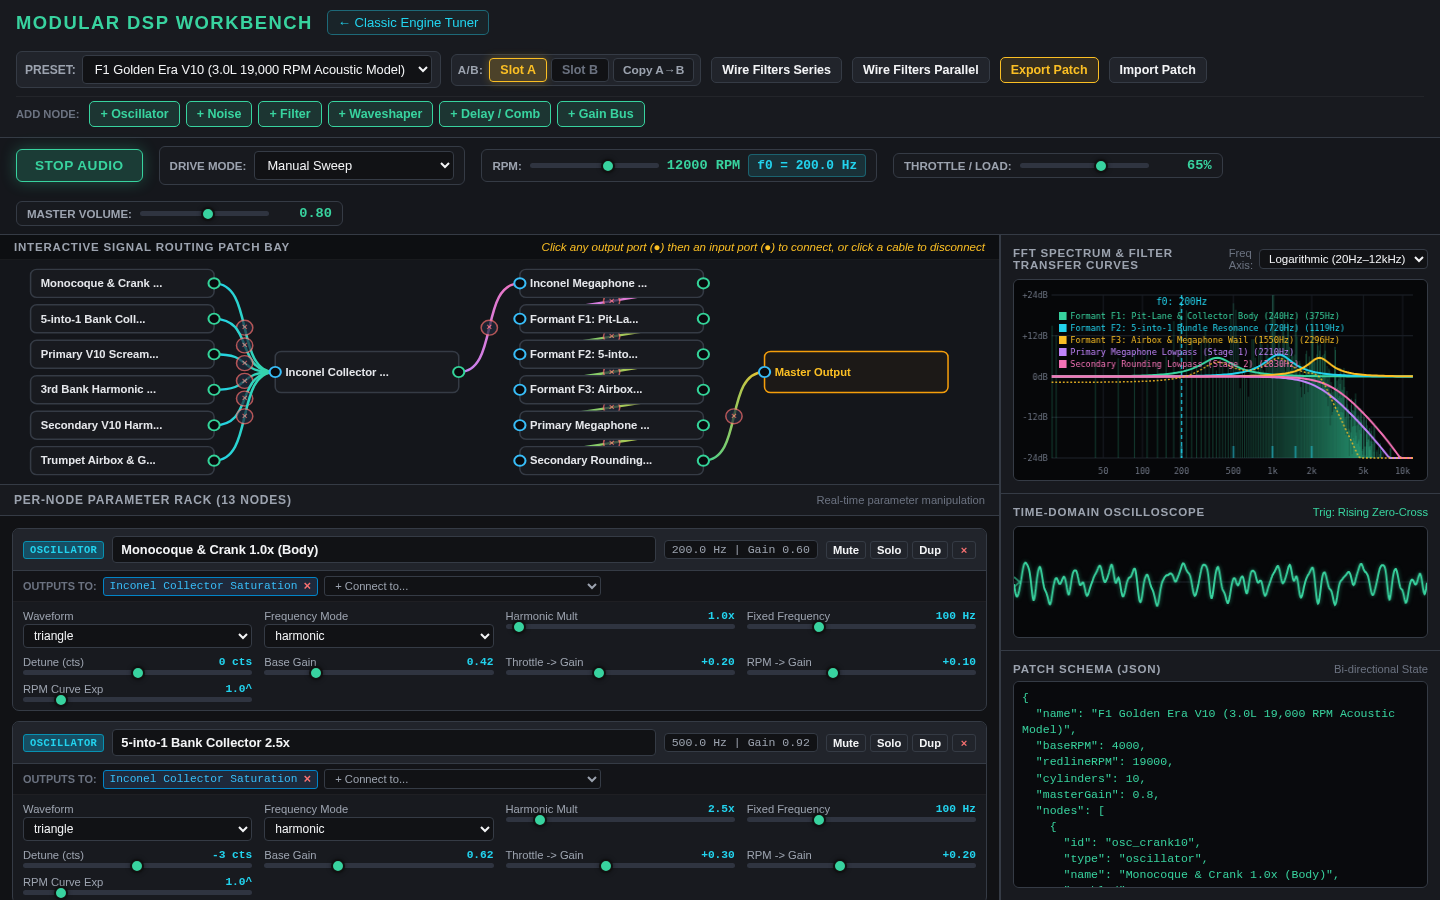 MODULAR DSP WORKBENCH
← Classic Engine Tuner
PRESET: F1 Golden Era V10 (3.0L 19,000 RPM Acoustic Model)
A/B: Slot A Slot B Copy A→B
Wire Filters Series
Wire Filters Parallel
Export Patch
Import Patch
ADD NODE: + Oscillator + Noise + Filter + Waveshaper + Delay / Comb + Gain Bus
STOP AUDIO
DRIVE MODE: Manual Sweep
RPM: 12000 RPM f0 = 200.0 Hz
THROTTLE / LOAD: 65%
MASTER VOLUME: 0.80
INTERACTIVE SIGNAL ROUTING PATCH BAY
Click any output port (●) then an input port (●) to connect, or click a cable to disconnect
Monocoque & Crank ...
5-into-1 Bank Coll...
Primary V10 Scream...
3rd Bank Harmonic ...
Secondary V10 Harm...
Trumpet Airbox & G...
Inconel Collector ...
Inconel Megaphone ...
Formant F1: Pit-La...
Formant F2: 5-into...
Formant F3: Airbox...
Primary Megaphone ...
Secondary Rounding...
Master Output
PER-NODE PARAMETER RACK (13 NODES)
Real-time parameter manipulation
OSCILLATOR
Monocoque & Crank 1.0x (Body)
200.0 Hz | Gain 0.60
Mute Solo Dup ×
OUTPUTS TO: Inconel Collector Saturation × + Connect to...
Waveform
triangle
Frequency Mode
harmonic
Harmonic Mult 1.0x
Fixed Frequency 100 Hz
Detune (cts) 0 cts
Base Gain 0.42
Throttle -> Gain +0.20
RPM -> Gain +0.10
RPM Curve Exp 1.0^
OSCILLATOR
5-into-1 Bank Collector 2.5x
500.0 Hz | Gain 0.92
Mute Solo Dup ×
OUTPUTS TO: Inconel Collector Saturation × + Connect to...
Waveform
triangle
Frequency Mode
harmonic
Harmonic Mult 2.5x
Fixed Frequency 100 Hz
Detune (cts) -3 cts
Base Gain 0.62
Throttle -> Gain +0.30
RPM -> Gain +0.20
RPM Curve Exp 1.0^
FFT SPECTRUM & FILTER
TRANSFER CURVES
Freq
Axis:
Logarithmic (20Hz–12kHz)
+24dB
+12dB
0dB
-12dB
-24dB
f0: 200Hz
Formant F1: Pit-Lane & Collector Body (240Hz) (375Hz)
Formant F2: 5-into-1 Bundle Resonance (720Hz) (1119Hz)
Formant F3: Airbox & Megaphone Wail (1550Hz) (2296Hz)
Primary Megaphone Lowpass (Stage 1) (2210Hz)
Secondary Rounding Lowpass (Stage 2) (2830Hz)
50 100 200 500 1k 2k 5k 10k
TIME-DOMAIN OSCILLOSCOPE
Trig: Rising Zero-Cross
PATCH SCHEMA (JSON)
Bi-directional State
{
"name": "F1 Golden Era V10 (3.0L 19,000 RPM Acoustic
Model)",
"baseRPM": 4000,
"redlineRPM": 19000,
"cylinders": 10,
"masterGain": 0.8,
"nodes": [
{
"id": "osc_crank10",
"type": "oscillator",
"name": "Monocoque & Crank 1.0x (Body)",